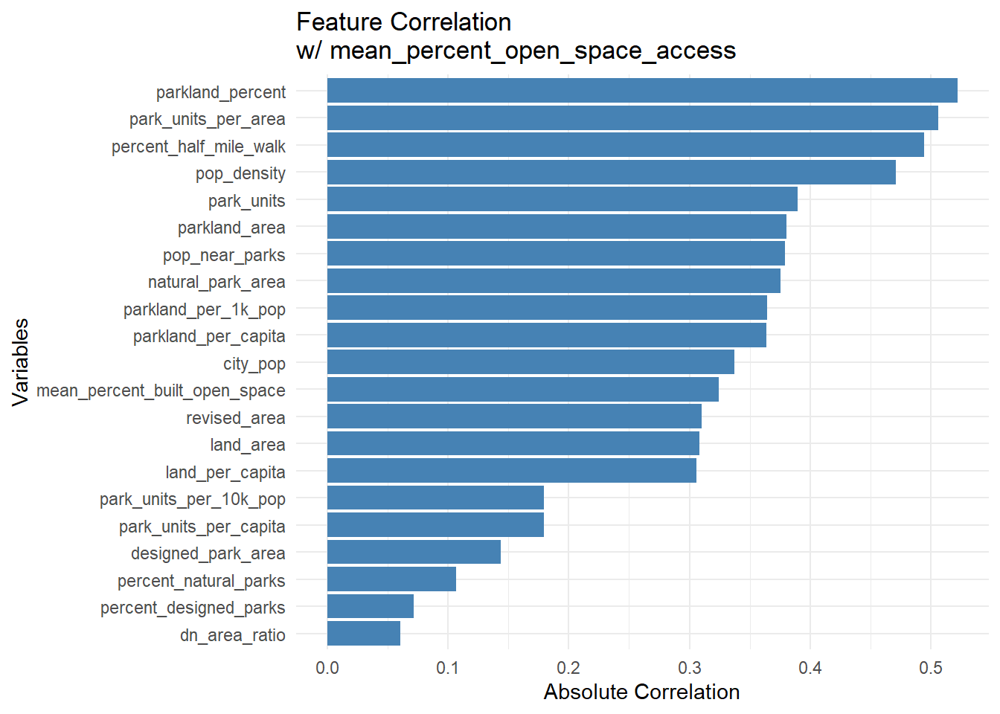 Feature Correlation
w/ mean_percent_open_space_access
Variables
parkland_percent
park_units_per_area
percent_half_mile_walk
pop_density
park_units
parkland_area
pop_near_parks
natural_park_area
parkland_per_1k_pop
parkland_per_capita
city_pop
mean_percent_built_open_space
revised_area
land_area
land_per_capita
park_units_per_10k_pop
park_units_per_capita
designed_park_area
percent_natural_parks
percent_designed_parks
dn_area_ratio
0.0 0.1 0.2 0.3 0.4 0.5
Absolute Correlation